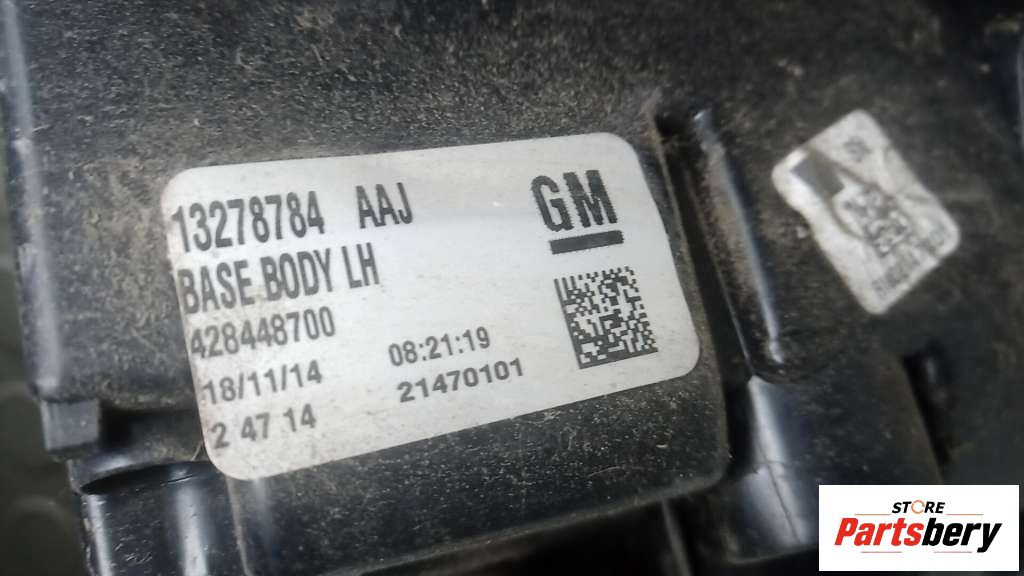 13278784 AAJ
GM
BASE BODY LH
428448700
18/11/14 08:21:19
2 47 14 21470101
STORE
Partsbery